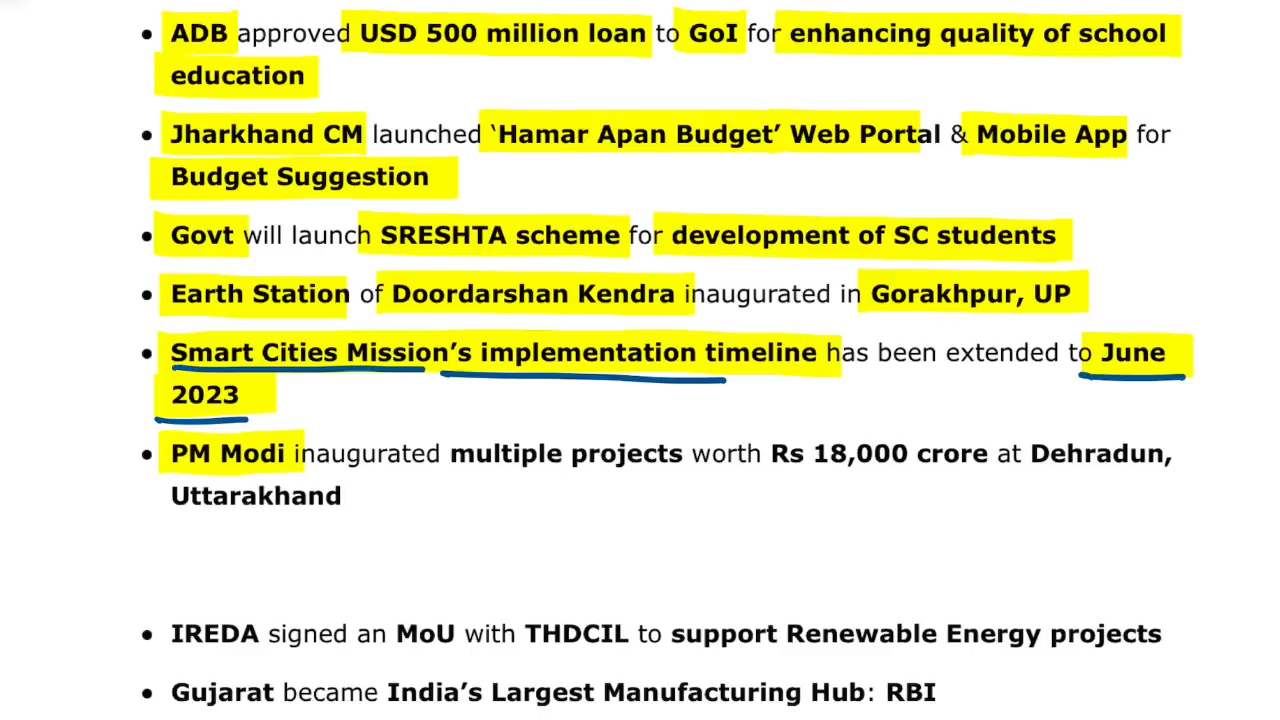 • ADB approved USD 500 million loan to GoI for enhancing quality of school
education
• Jharkhand CM launched ‘Hamar Apan Budget’ Web Portal & Mobile App for
Budget Suggestion
• Govt will launch SRESHTA scheme for development of SC students
• Earth Station of Doordarshan Kendra inaugurated in Gorakhpur, UP
• Smart Cities Mission’s implementation timeline has been extended to June
2023
• PM Modi inaugurated multiple projects worth Rs 18,000 crore at Dehradun,
Uttarakhand
• IREDA signed an MoU with THDCIL to support Renewable Energy projects
• Gujarat became India’s Largest Manufacturing Hub: RBI